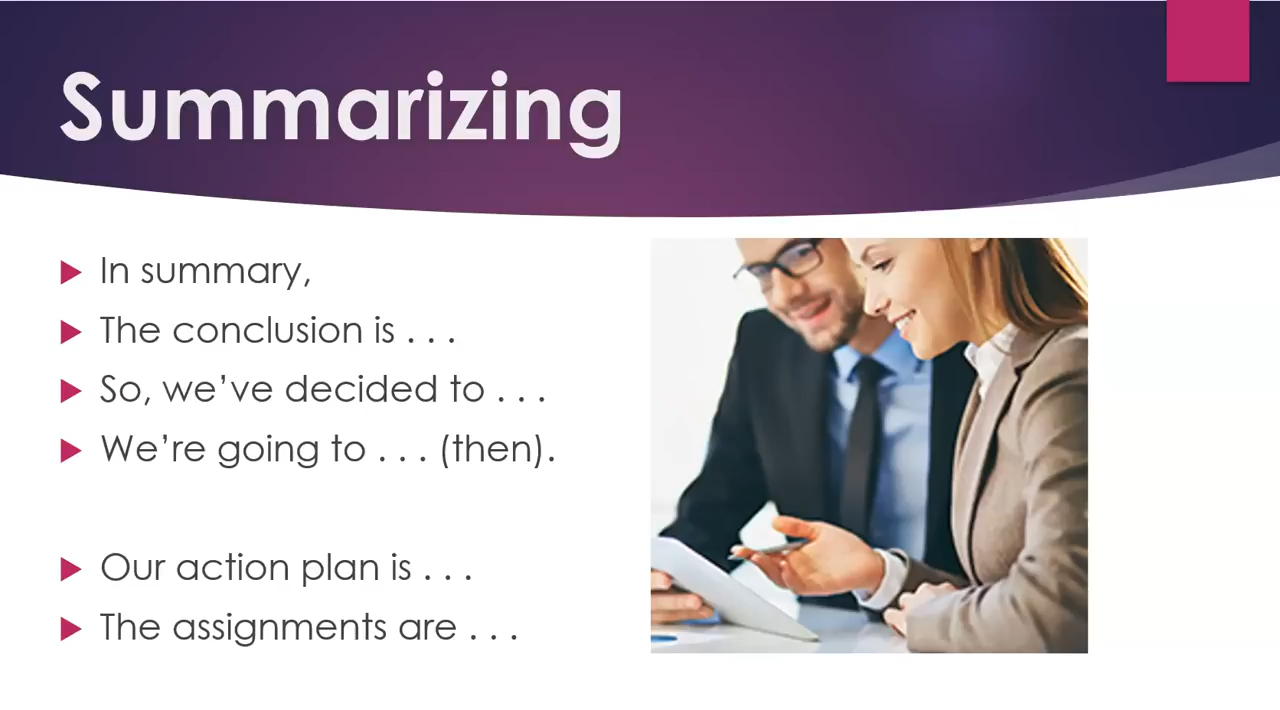 Summarizing
In summary,
The conclusion is . . .
So, we’ve decided to . . .
We’re going to . . . (then).
Our action plan is . . .
The assignments are . . .